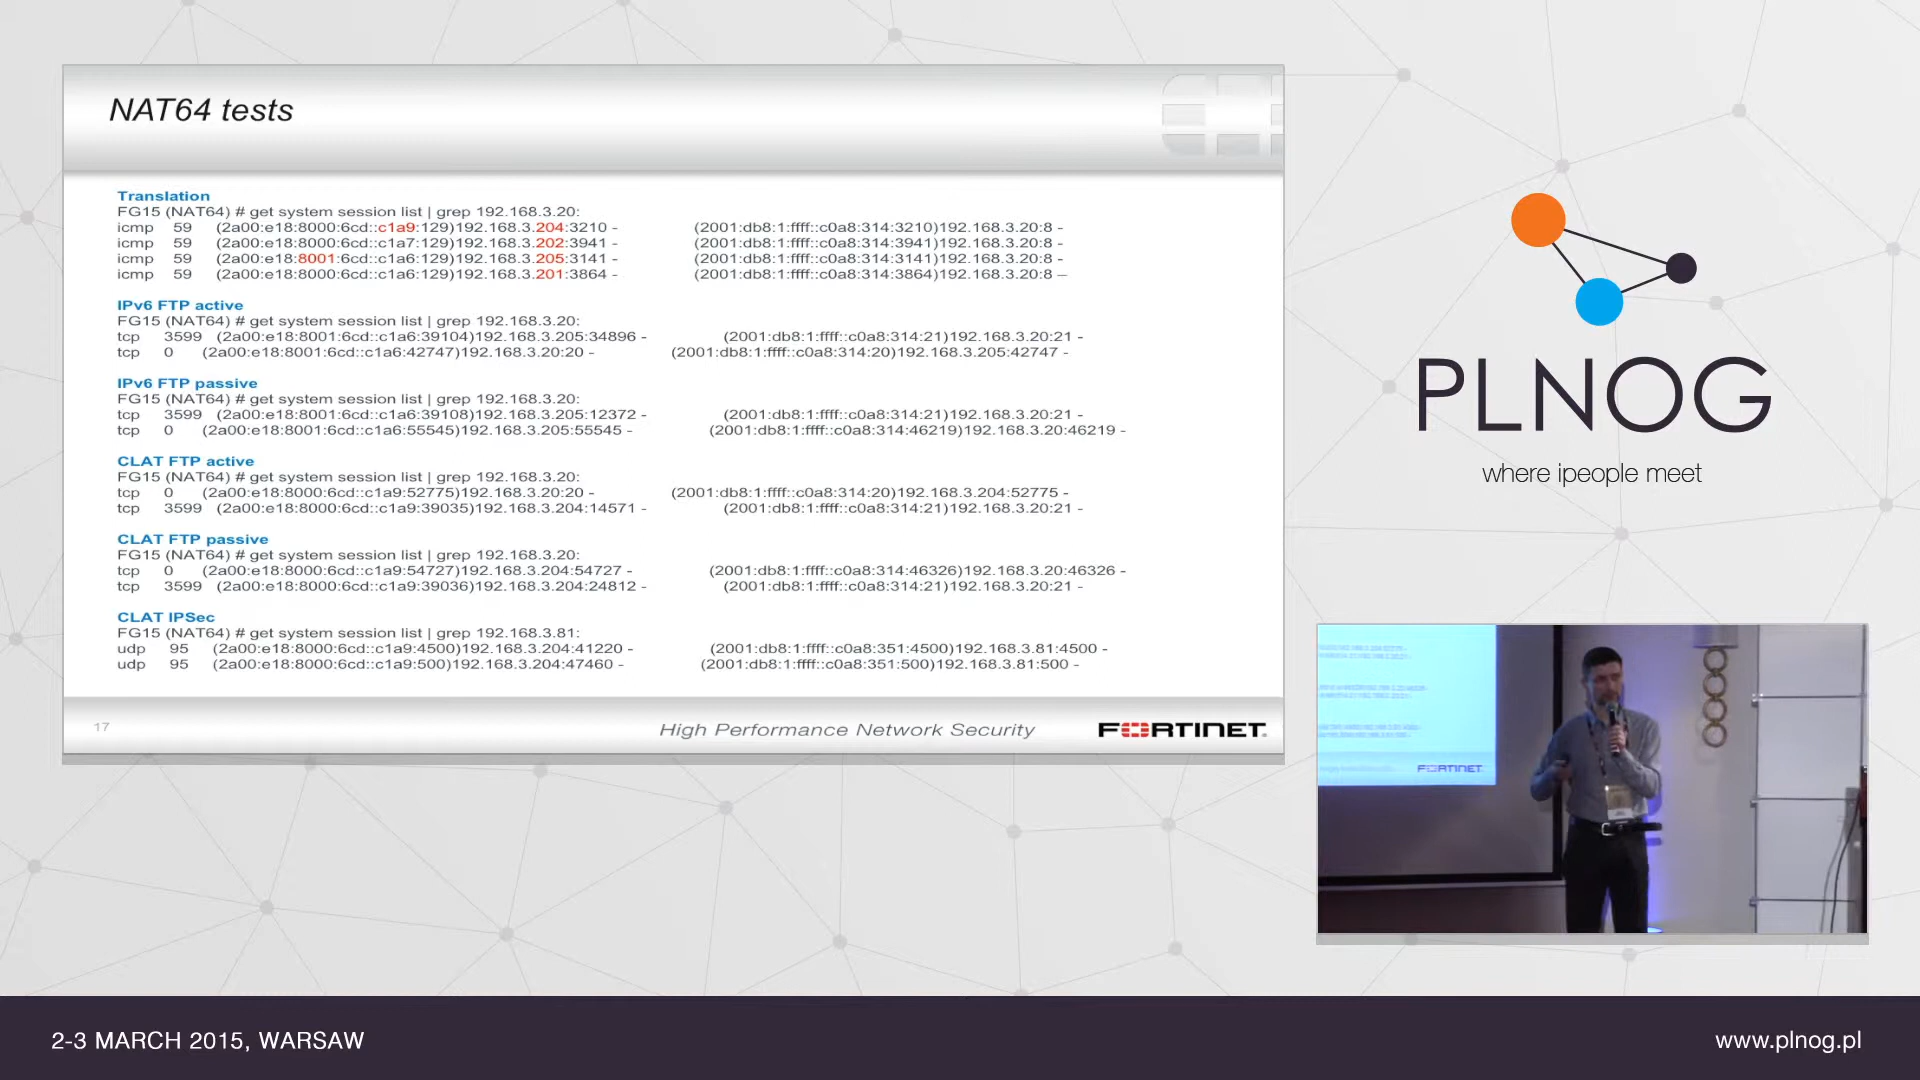 NAT64 tests
Translation
FG15 (NAT64) # get system session list | grep 192.168.3.20:
icmp 59 (2a00:e18:8000:6cd::c1a9:129)192.168.3.204:3210 - (2001:db8:1:ffff::c0a8:314:3210)192.168.3.20:8 -
icmp 59 (2a00:e18:8000:6cd::c1a7:129)192.168.3.202:3941 - (2001:db8:1:ffff::c0a8:314:3941)192.168.3.20:8 -
icmp 59 (2a00:e18:8001:6cd::c1a6:129)192.168.3.205:3141 - (2001:db8:1:ffff::c0a8:314:3141)192.168.3.20:8 -
icmp 59 (2a00:e18:8000:6cd::c1a6:129)192.168.3.201:3864 - (2001:db8:1:ffff::c0a8:314:3864)192.168.3.20:8 –
IPv6 FTP active
FG15 (NAT64) # get system session list | grep 192.168.3.20:
tcp 3599 (2a00:e18:8001:6cd::c1a6:39104)192.168.3.205:34896 - (2001:db8:1:ffff::c0a8:314:21)192.168.3.20:21 -
tcp 0 (2a00:e18:8001:6cd::c1a6:42747)192.168.3.20:20 - (2001:db8:1:ffff::c0a8:314:20)192.168.3.205:42747 -
IPv6 FTP passive
FG15 (NAT64) # get system session list | grep 192.168.3.20:
tcp 3599 (2a00:e18:8001:6cd::c1a6:39108)192.168.3.205:12372 - (2001:db8:1:ffff::c0a8:314:21)192.168.3.20:21 -
tcp 0 (2a00:e18:8001:6cd::c1a6:55545)192.168.3.205:55545 - (2001:db8:1:ffff::c0a8:314:46219)192.168.3.20:46219 -
CLAT FTP active
FG15 (NAT64) # get system session list | grep 192.168.3.20:
tcp 0 (2a00:e18:8000:6cd::c1a9:52775)192.168.3.20:20 - (2001:db8:1:ffff::c0a8:314:20)192.168.3.204:52775 -
tcp 3599 (2a00:e18:8000:6cd::c1a9:39035)192.168.3.204:14571 - (2001:db8:1:ffff::c0a8:314:21)192.168.3.20:21 -
CLAT FTP passive
FG15 (NAT64) # get system session list | grep 192.168.3.20:
tcp 0 (2a00:e18:8000:6cd::c1a9:54727)192.168.3.204:54727 - (2001:db8:1:ffff::c0a8:314:46326)192.168.3.20:46326 -
tcp 3599 (2a00:e18:8000:6cd::c1a9:39036)192.168.3.204:24812 - (2001:db8:1:ffff::c0a8:314:21)192.168.3.20:21 -
CLAT IPSec
FG15 (NAT64) # get system session list | grep 192.168.3.81:
udp 95 (2a00:e18:8000:6cd::c1a9:4500)192.168.3.204:41220 - (2001:db8:1:ffff::c0a8:351:4500)192.168.3.81:4500 -
udp 95 (2a00:e18:8000:6cd::c1a9:500)192.168.3.204:47460 - (2001:db8:1:ffff::c0a8:351:500)192.168.3.81:500 -
17
High Performance Network Security
FORTINET
PLNOG
where ipeople meet
FORTINET
2-3 MARCH 2015, WARSAW
www.plnog.pl